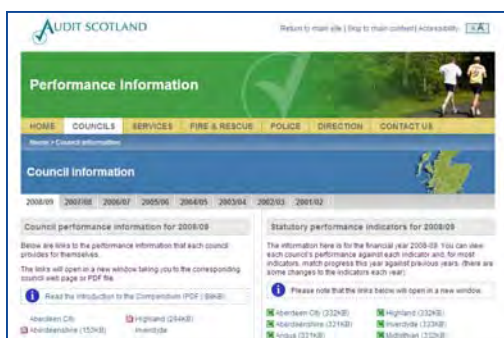 AUDIT SCOTLAND
Return to main site | Skip to main content | Accessibility
Performance Information
HOME COUNCILS SERVICES FIRE & RESCUE POLICE DIRECTION CONTACT US
Home > Council information
Council information
2008/09 2007/08 2006/07 2005/06 2004/05 2003/04 2002/03 2001/02
Council performance information for 2008/09
Below are links to the performance information that each council
provides for themselves.
The links will open in a new window taking you to the corresponding
council web page or PDF file.
Read the introduction to the Compendium (PDF | 88KB)
Aberdeen City
Highland (264KB)
Aberdeenshire (152KB)
Inverclyde
Statutory performance indicators for 2008/09
The information here is for the financial year 2008-09. You can view
each council's performance against each indicator and, for most
indicators, match progress this year against previous years. (there are
some changes to the indicators each year).
Please note that the links below will open in a new window.
Aberdeen City (332KB)
Highland (332KB)
Aberdeenshire (331KB)
Inverclyde (333KB)
Angus (331KB)
Midlothian (332KB)